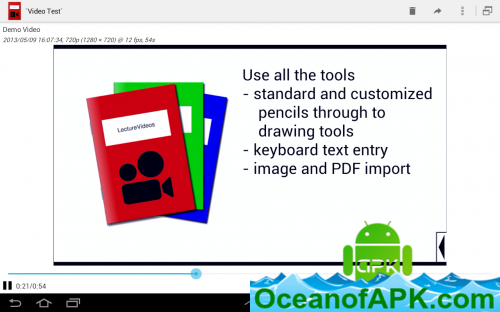 'Video Test'
Demo Video
2013/05/09 16:07:34, 720p (1280 × 720) @ 12 fps, 54s
Use all the tools
- standard and customized
pencils through to
drawing tools
- keyboard text entry
- image and PDF import
LectureVideos
0:21/0:54
APK
OceanofAPK.com